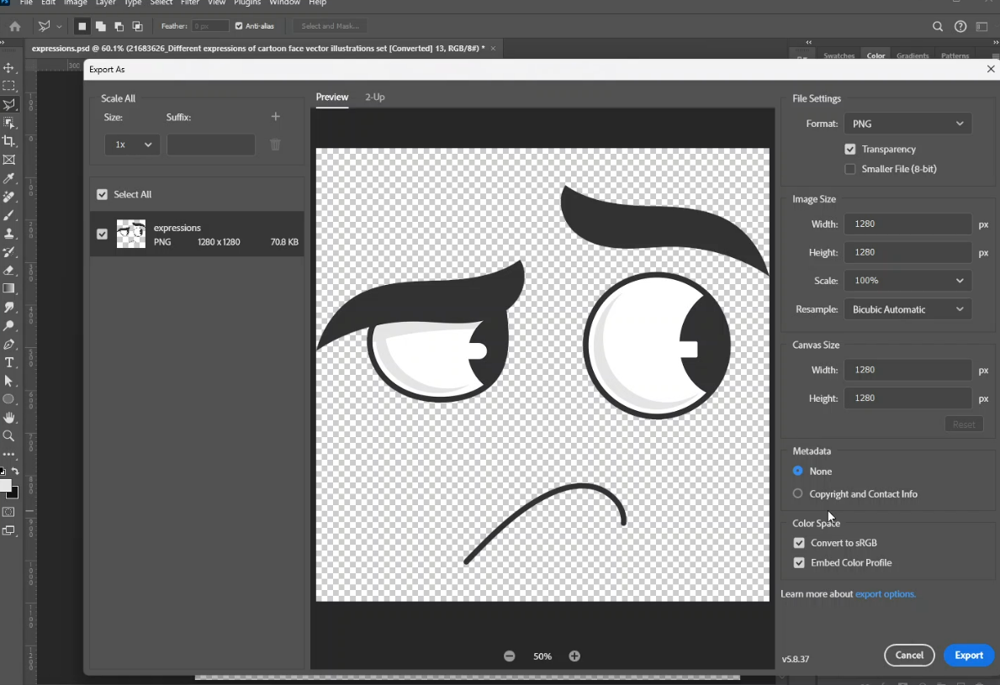 Ps File Edit Image Layer Type Select Filter View Plugins Window Help
Feather: 0 px Anti-alias Select and Mask...
expressions.psd @ 60.1% (21683626_Different expressions of cartoon face vector illustrations set [Converted] 13, RGB/8#) * ×
Swatches Color Gradients Patterns
Export As
Scale All
Size: Suffix:
1x
Select All
expressions
PNG 1280 x 1280 70.8 KB
Preview 2-Up
50%
File Settings
Format: PNG
Transparency
Smaller File (8-bit)
Image Size
Width: 1280 px
Height: 1280 px
Scale: 100%
Resample: Bicubic Automatic
Canvas Size
Width: 1280 px
Height: 1280 px
Reset
Metadata
None
Copyright and Contact Info
Color Space
Convert to sRGB
Embed Color Profile
Learn more about export options.
v5.8.37
Cancel Export